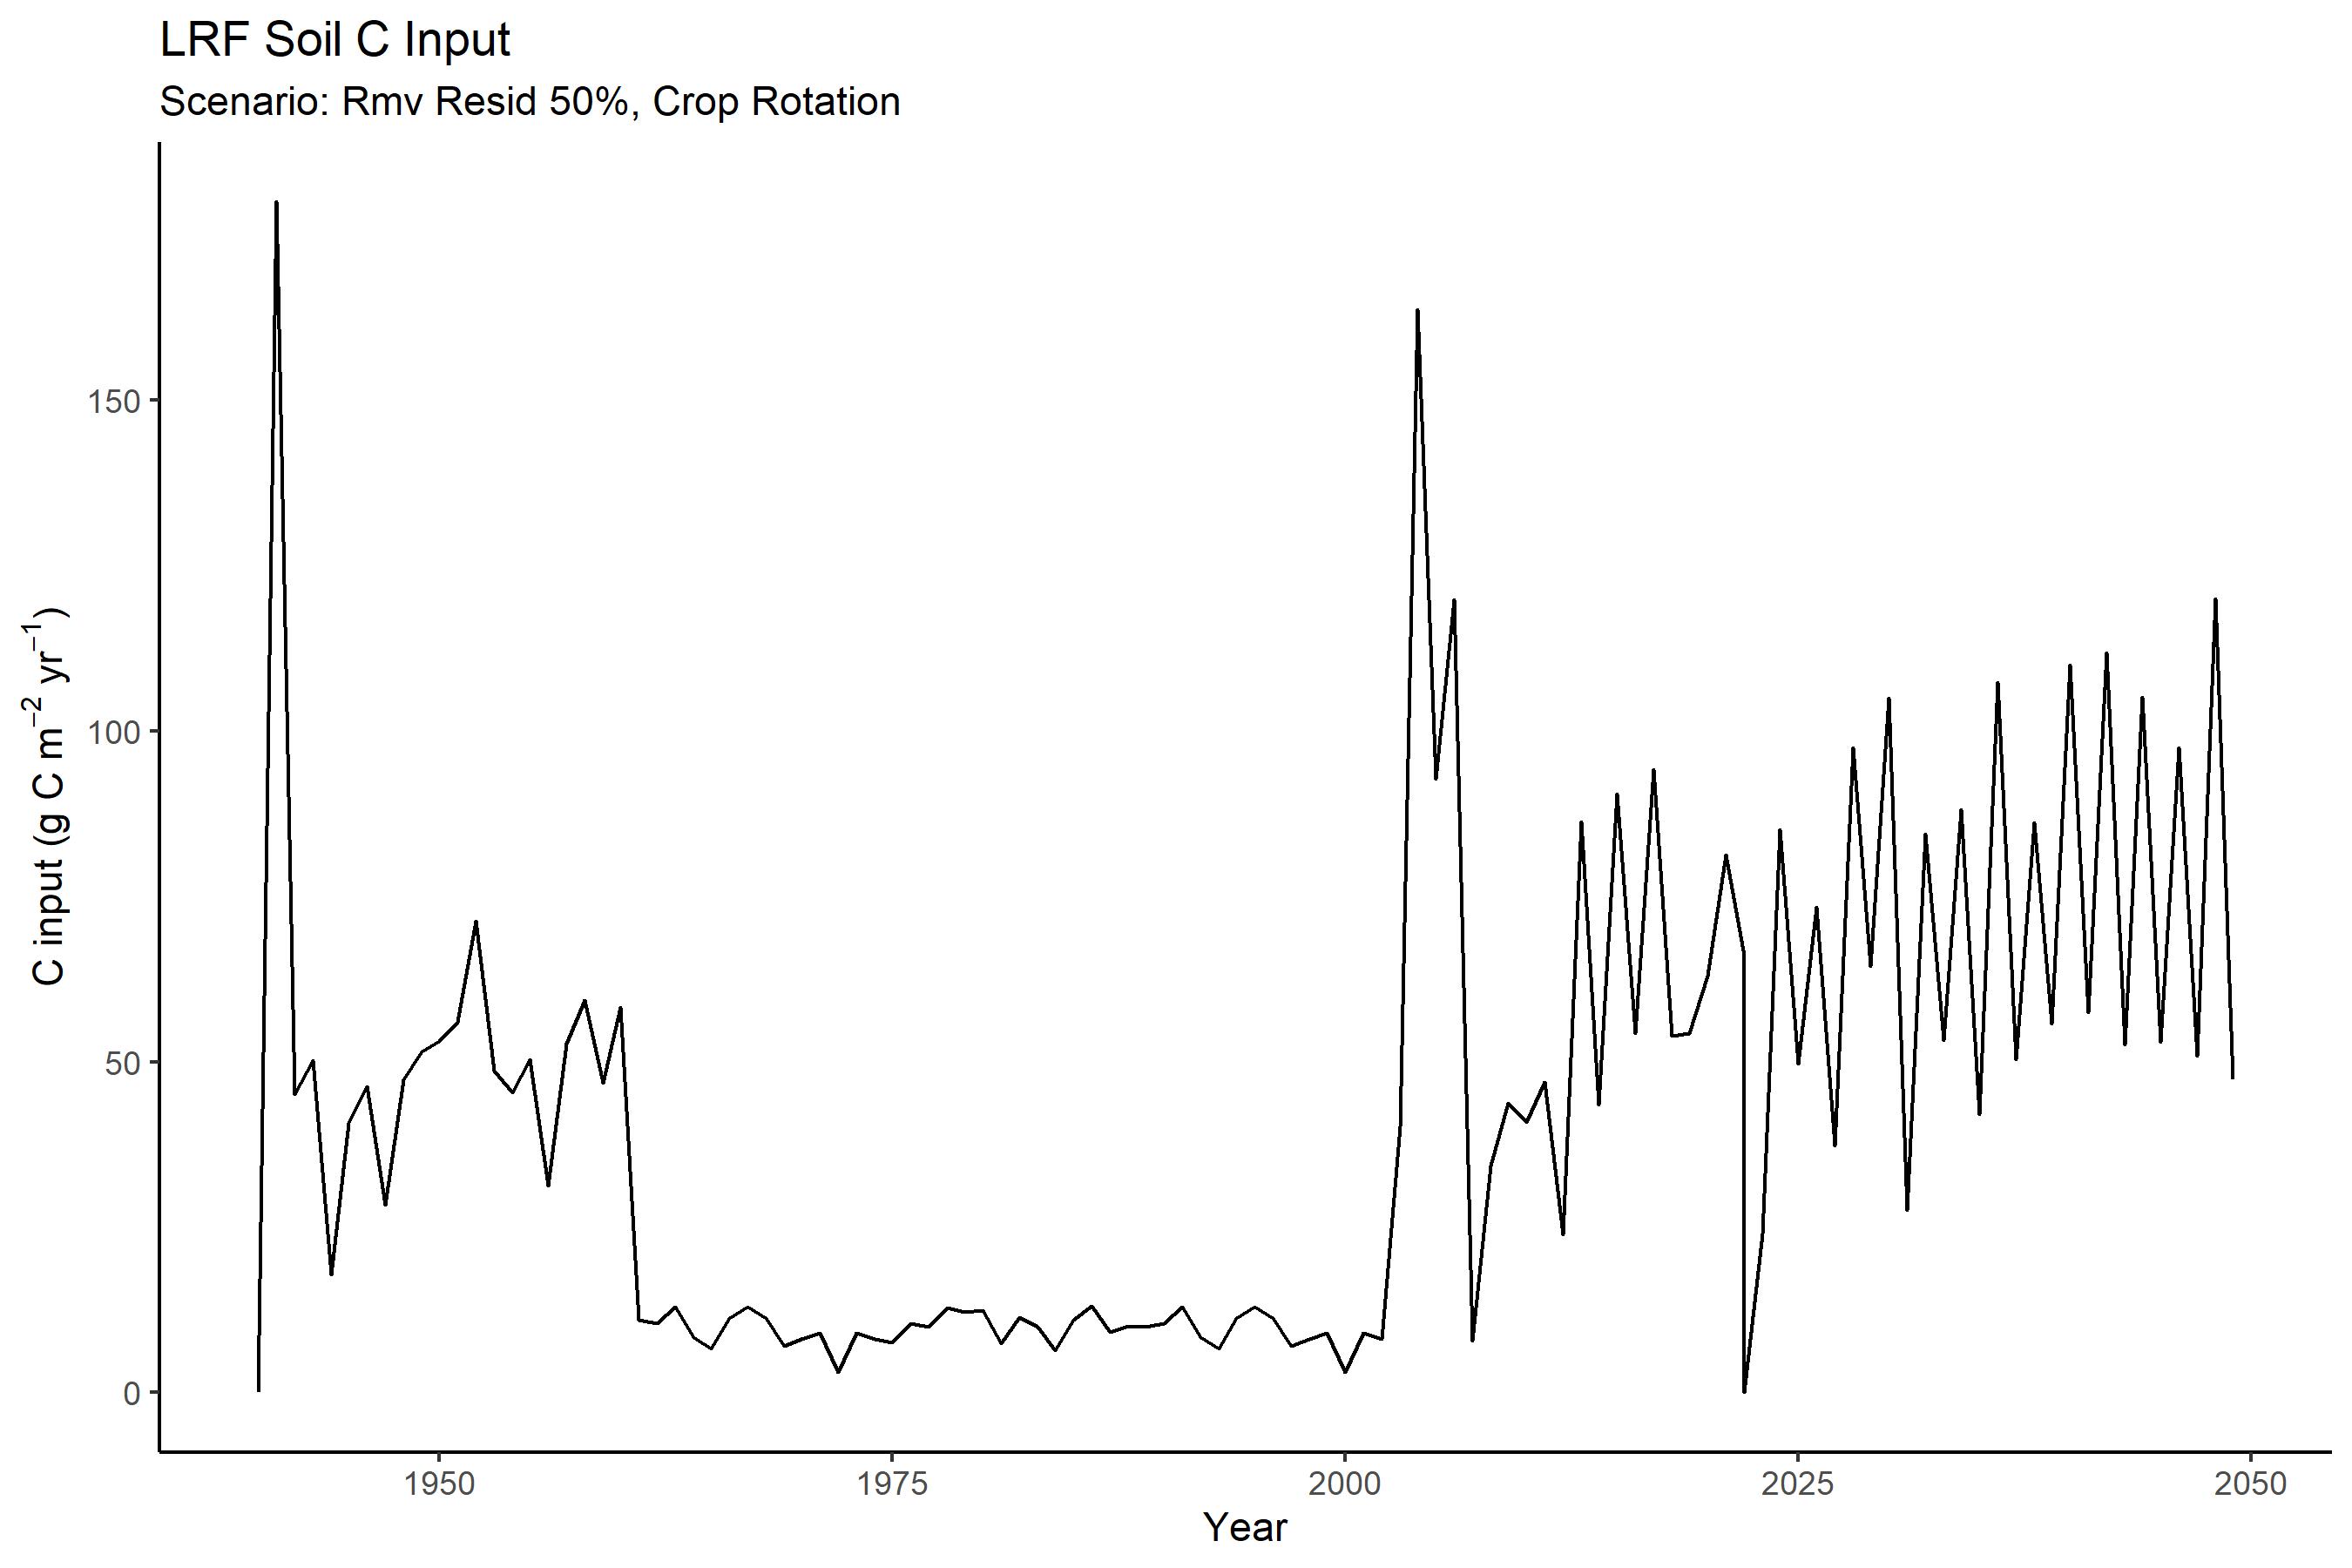 LRF Soil C Input
Scenario: Rmv Resid 50%, Crop Rotation
C input (g C m⁻² yr⁻¹)
150
100
50
0
1950 1975 2000 2025 2050
Year